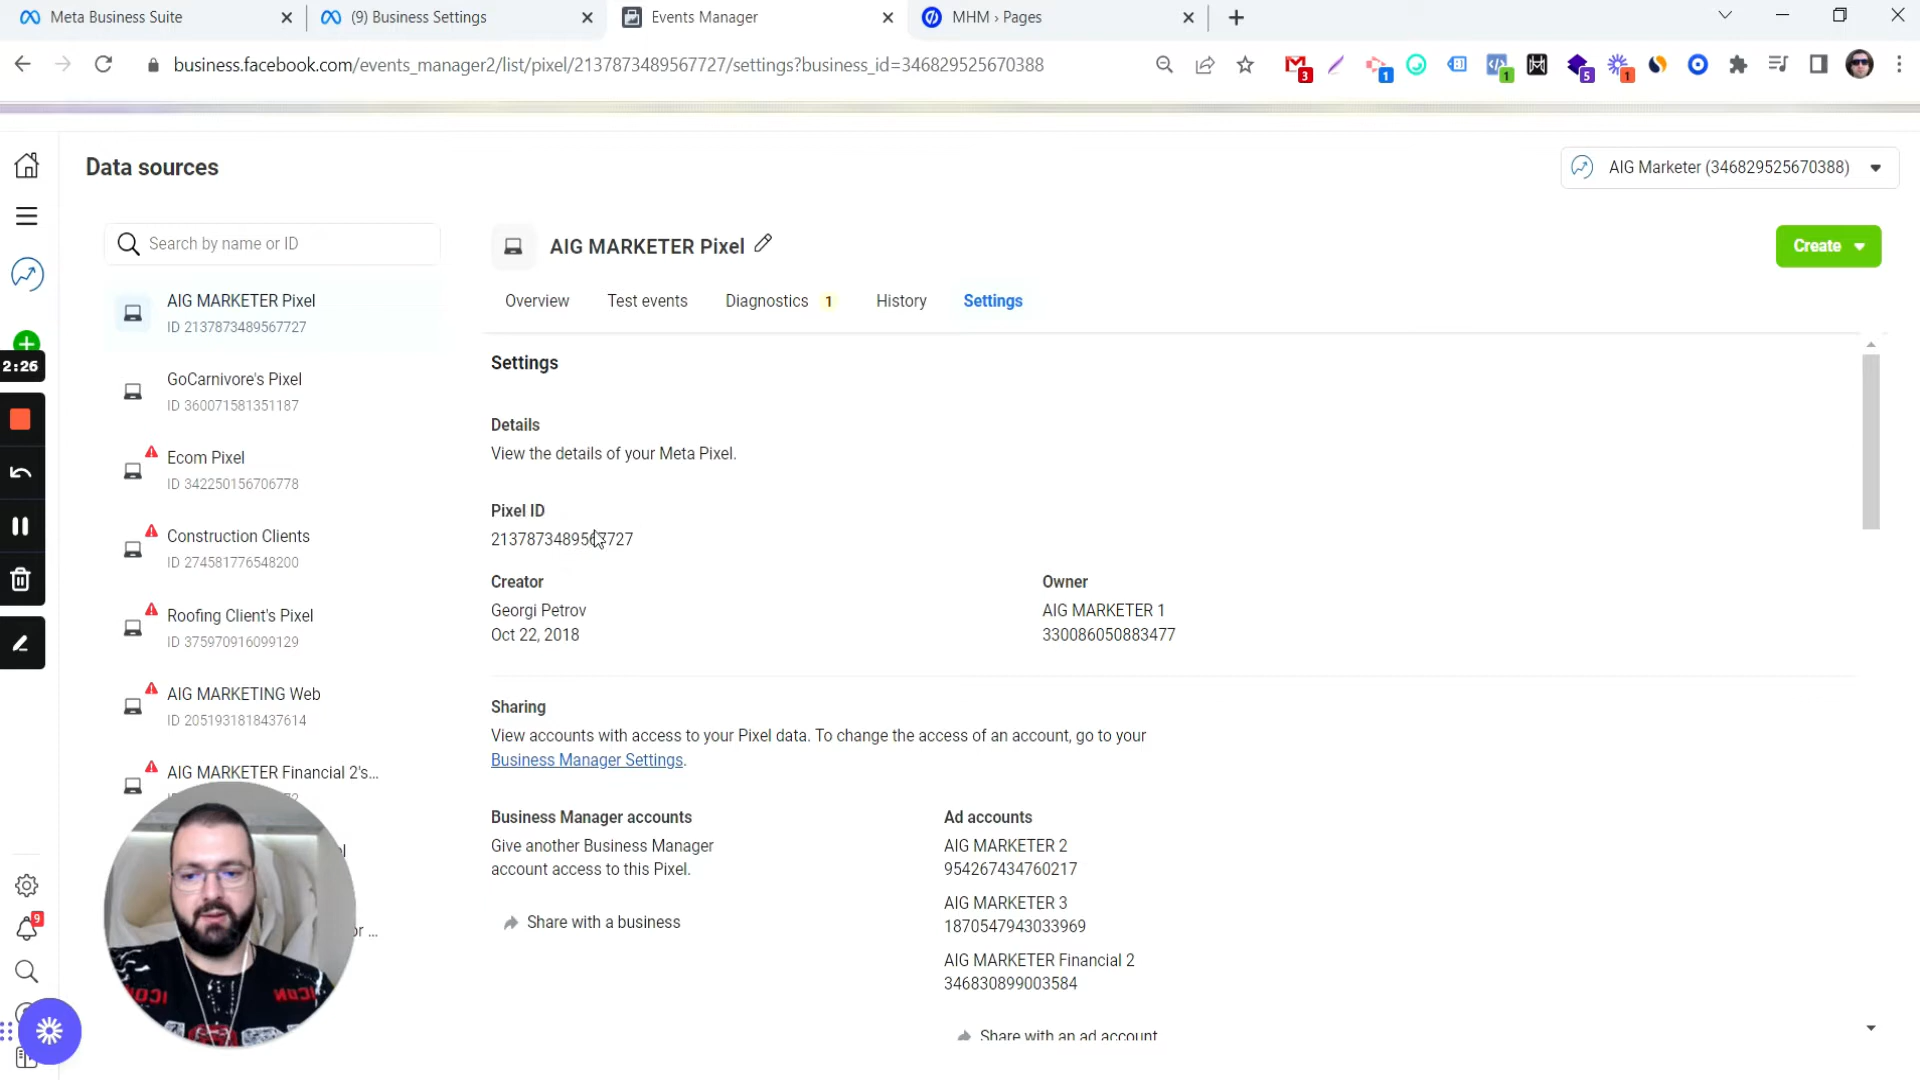 Meta Business Suite
(9) Business Settings
Events Manager
MHM › Pages
business.facebook.com/events_manager2/list/pixel/2137873489567727/settings?business_id=346829525670388
3
1
1
5
1
Data sources
AIG Marketer (346829525670388)
Search by name or ID
AIG MARKETER Pixel
Create
AIG MARKETER Pixel
ID 2137873489567727
Overview
Test events
Diagnostics 1
History
Settings
2:26
GoCarnivore's Pixel
ID 360071581351187
Ecom Pixel
ID 342250156706778
Construction Clients
ID 274581776548200
Roofing Client's Pixel
ID 375970916099129
AIG MARKETING Web
ID 2051931818437614
AIG MARKETER Financial 2's...
or ...
9
Settings
Details
View the details of your Meta Pixel.
Pixel ID
2137873489567727
Creator
Georgi Petrov
Oct 22, 2018
Owner
AIG MARKETER 1
330086050883477
Sharing
View accounts with access to your Pixel data. To change the access of an account, go to your
Business Manager Settings.
Business Manager accounts
Give another Business Manager
account access to this Pixel.
Share with a business
Ad accounts
AIG MARKETER 2
954267434760217
AIG MARKETER 3
1870547943033969
AIG MARKETER Financial 2
346830899003584
Share with an ad account